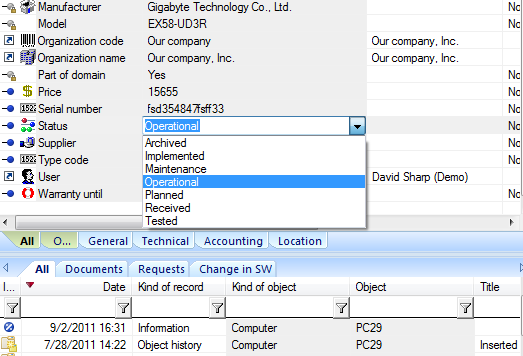 Manufacturer Gigabyte Technology Co., Ltd.
Model EX58-UD3R
Organization code Our company Our company, Inc. No
Organization name Our company, Inc. Our company, Inc. No
Part of domain Yes No
Price 15655 No
Serial number fsd354847fsff33 No
Status Operational No
Supplier Archived No
Implemented
Type code Maintenance No
Operational
User Planned David Sharp (Demo) No
Warranty until Received No
Tested
All O... General Technical Accounting Location
All Documents Requests Change in SW
I... Date Kind of record Kind of object Object Title
9/2/2011 16:31 Information Computer PC29
7/28/2011 14:22 Object history Computer PC29 Inserted